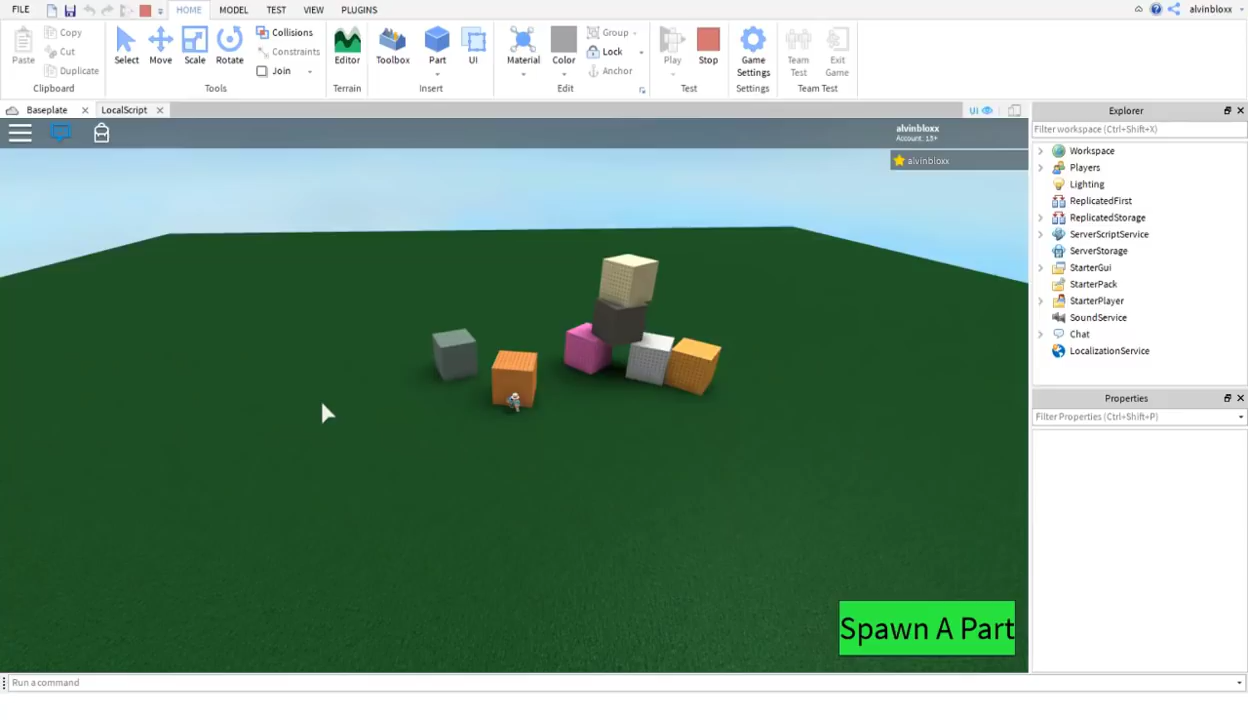 FILE HOME MODEL TEST VIEW PLUGINS alvinbloxx
Copy Collisions Group Lock Anchor
Cut Constraints
Duplicate Join
Paste Select Move Scale Rotate Editor Toolbox Part UI Material Color Play Stop Game Settings Team Test Exit Game
Clipboard Tools Terrain Insert Edit Test Settings Team Test
Baseplate LocalScript UI Explorer
Filter workspace (Ctrl+Shift+X)
alvinbloxx
Account: 13+
alvinbloxx
Workspace
Players
Lighting
ReplicatedFirst
ReplicatedStorage
ServerScriptService
ServerStorage
StarterGui
StarterPack
StarterPlayer
SoundService
Chat
LocalizationService
Properties
Filter Properties (Ctrl+Shift+P)
Spawn A Part
Run a command